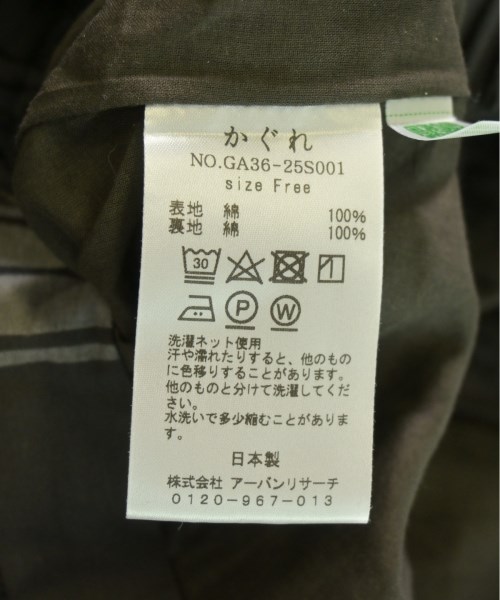 かぐれ
NO.GA36-25S001
size Free
表地 綿 100%
裏地 綿 100%
30
P W
洗濯ネット使用
汗や濡れたりすると、他のもの
に色移りすることがあります。
他のものと分けて洗濯してくだ
さい。
水洗いで多少縮むことがありま
す。
日本製
株式会社 アーバンリサーチ
0120-967-013